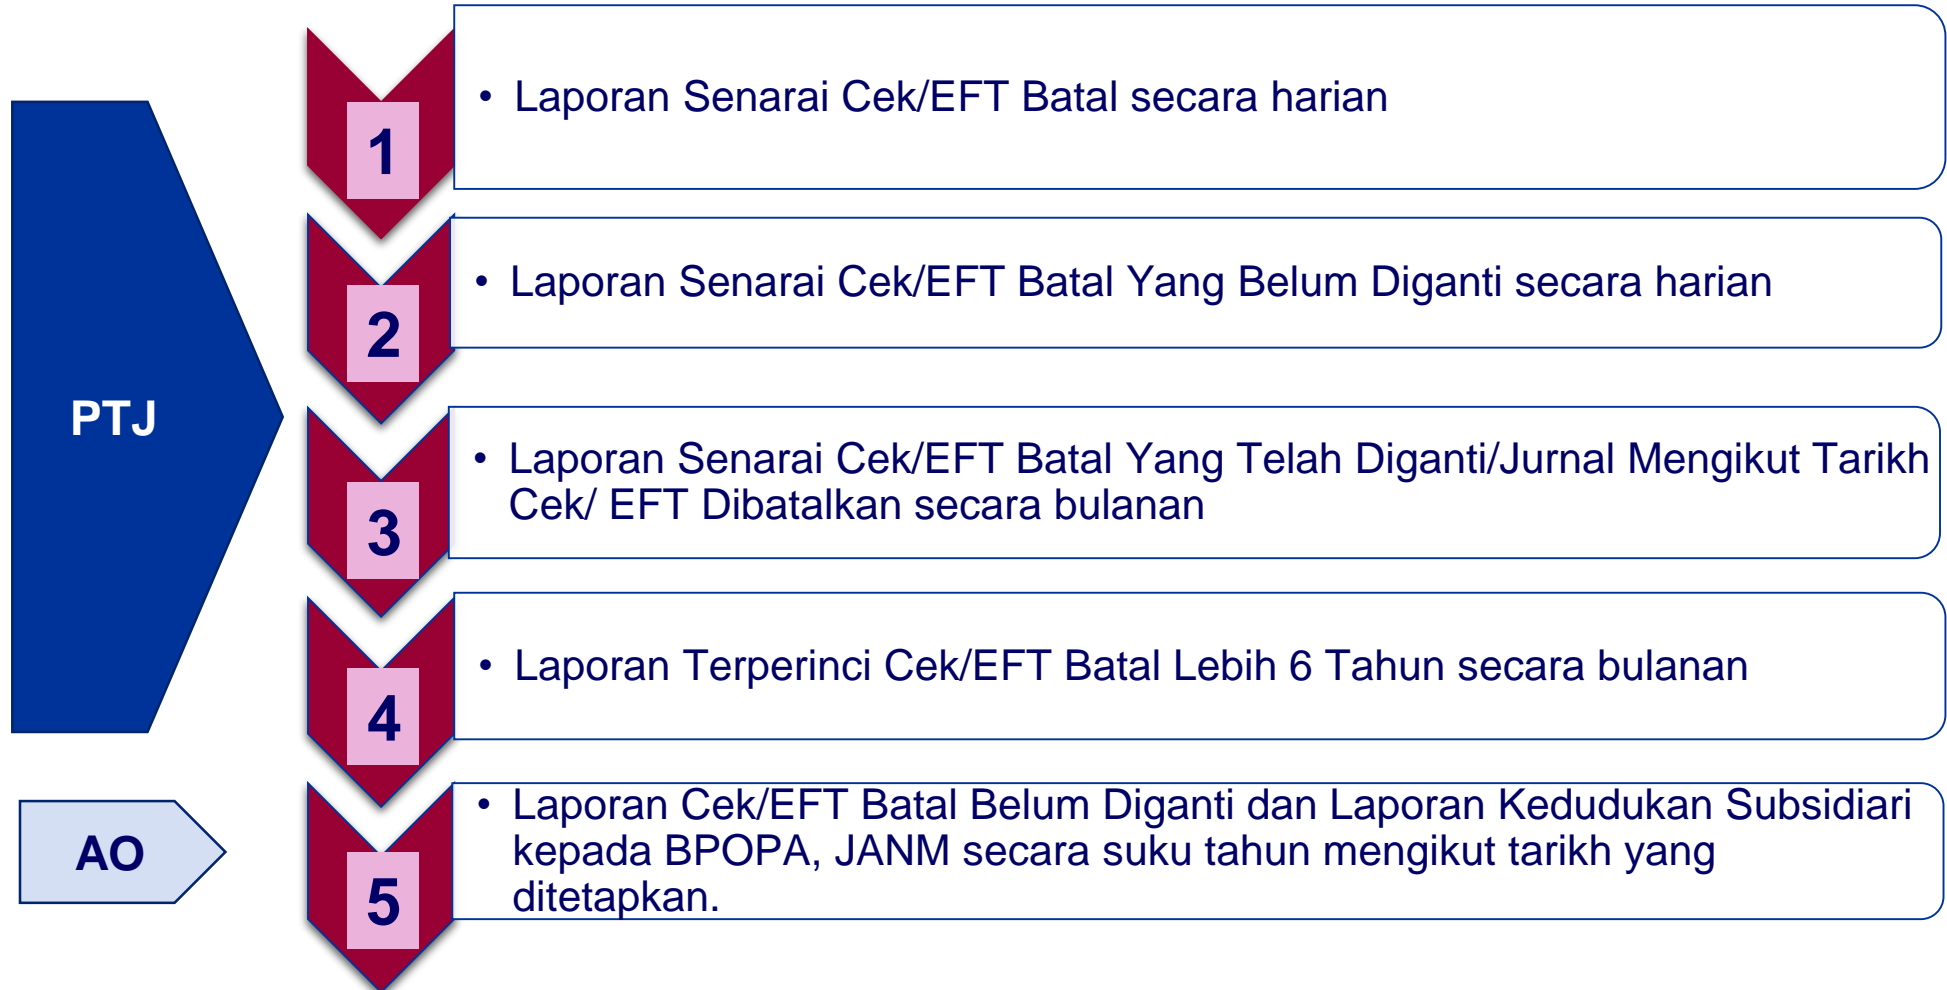 PTJ
1
• Laporan Senarai Cek/EFT Batal secara harian
2
• Laporan Senarai Cek/EFT Batal Yang Belum Diganti secara harian
3
• Laporan Senarai Cek/EFT Batal Yang Telah Diganti/Jurnal Mengikut Tarikh
Cek/ EFT Dibatalkan secara bulanan
4
• Laporan Terperinci Cek/EFT Batal Lebih 6 Tahun secara bulanan
AO
5
• Laporan Cek/EFT Batal Belum Diganti dan Laporan Kedudukan Subsidiari
kepada BPOPA, JANM secara suku tahun mengikut tarikh yang
ditetapkan.